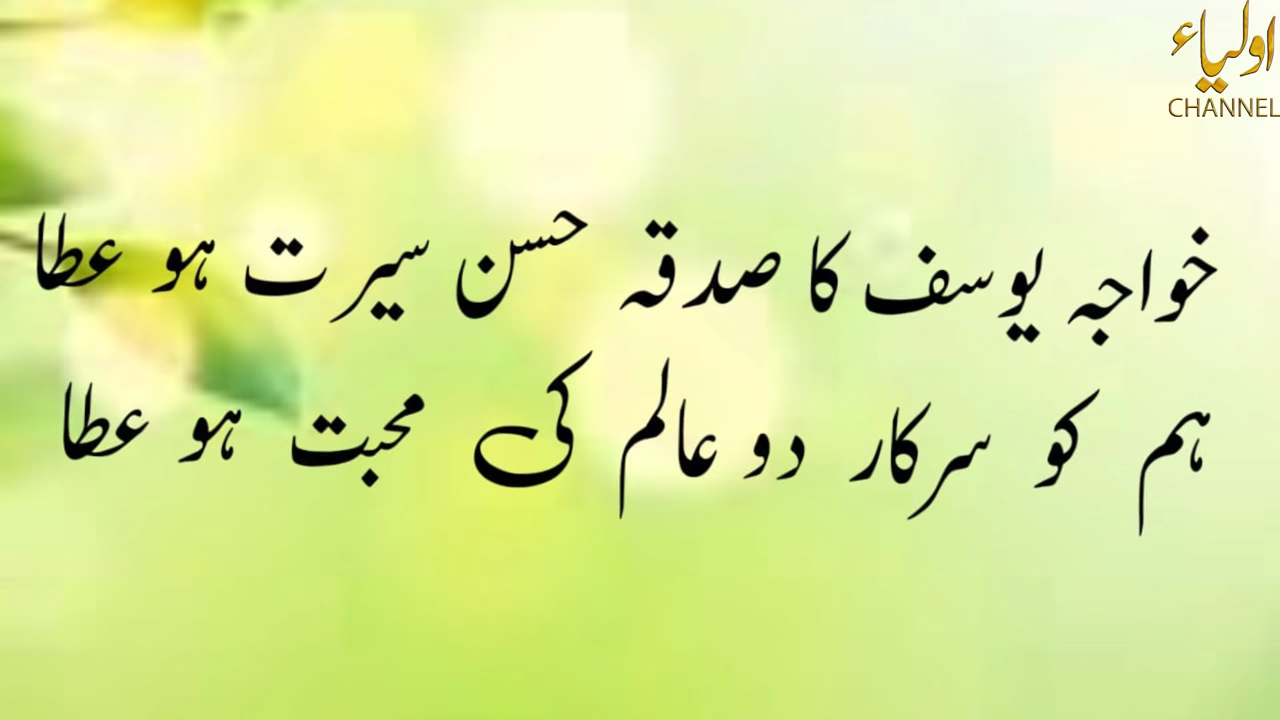 اولیاء
CHANNEL
خواجہ یوسف کا صدقہ حسن سیرت ہو عطا
ہم کو سرکار دو عالم کی محبت ہو عطا